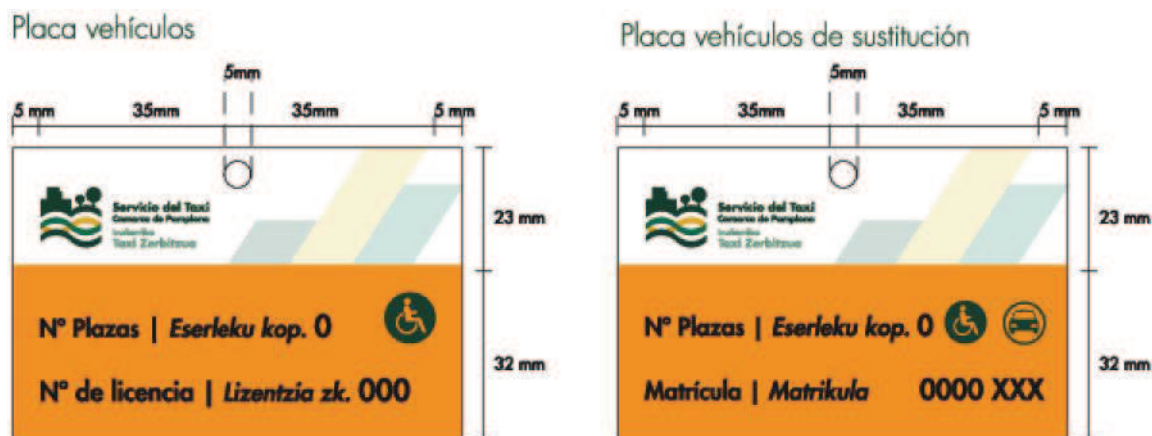 Placa vehículos
5mm
5 mm 35mm 35mm 5 mm
Servicio del Taxi
Comarca de Pamplona
Iruñerriko
Taxi Zerbitzua
23 mm
Nº Plazas | Eserleku kop. 0
Nº de licencia | Lizentzia zk. 000
32 mm
Placa vehículos de sustitución
5mm
5 mm 35mm 35mm 5 mm
Servicio del Taxi
Comarca de Pamplona
Iruñerriko
Taxi Zerbitzua
23 mm
Nº Plazas | Eserleku kop. 0
Matrícula | Matrikula 0000 XXX
32 mm